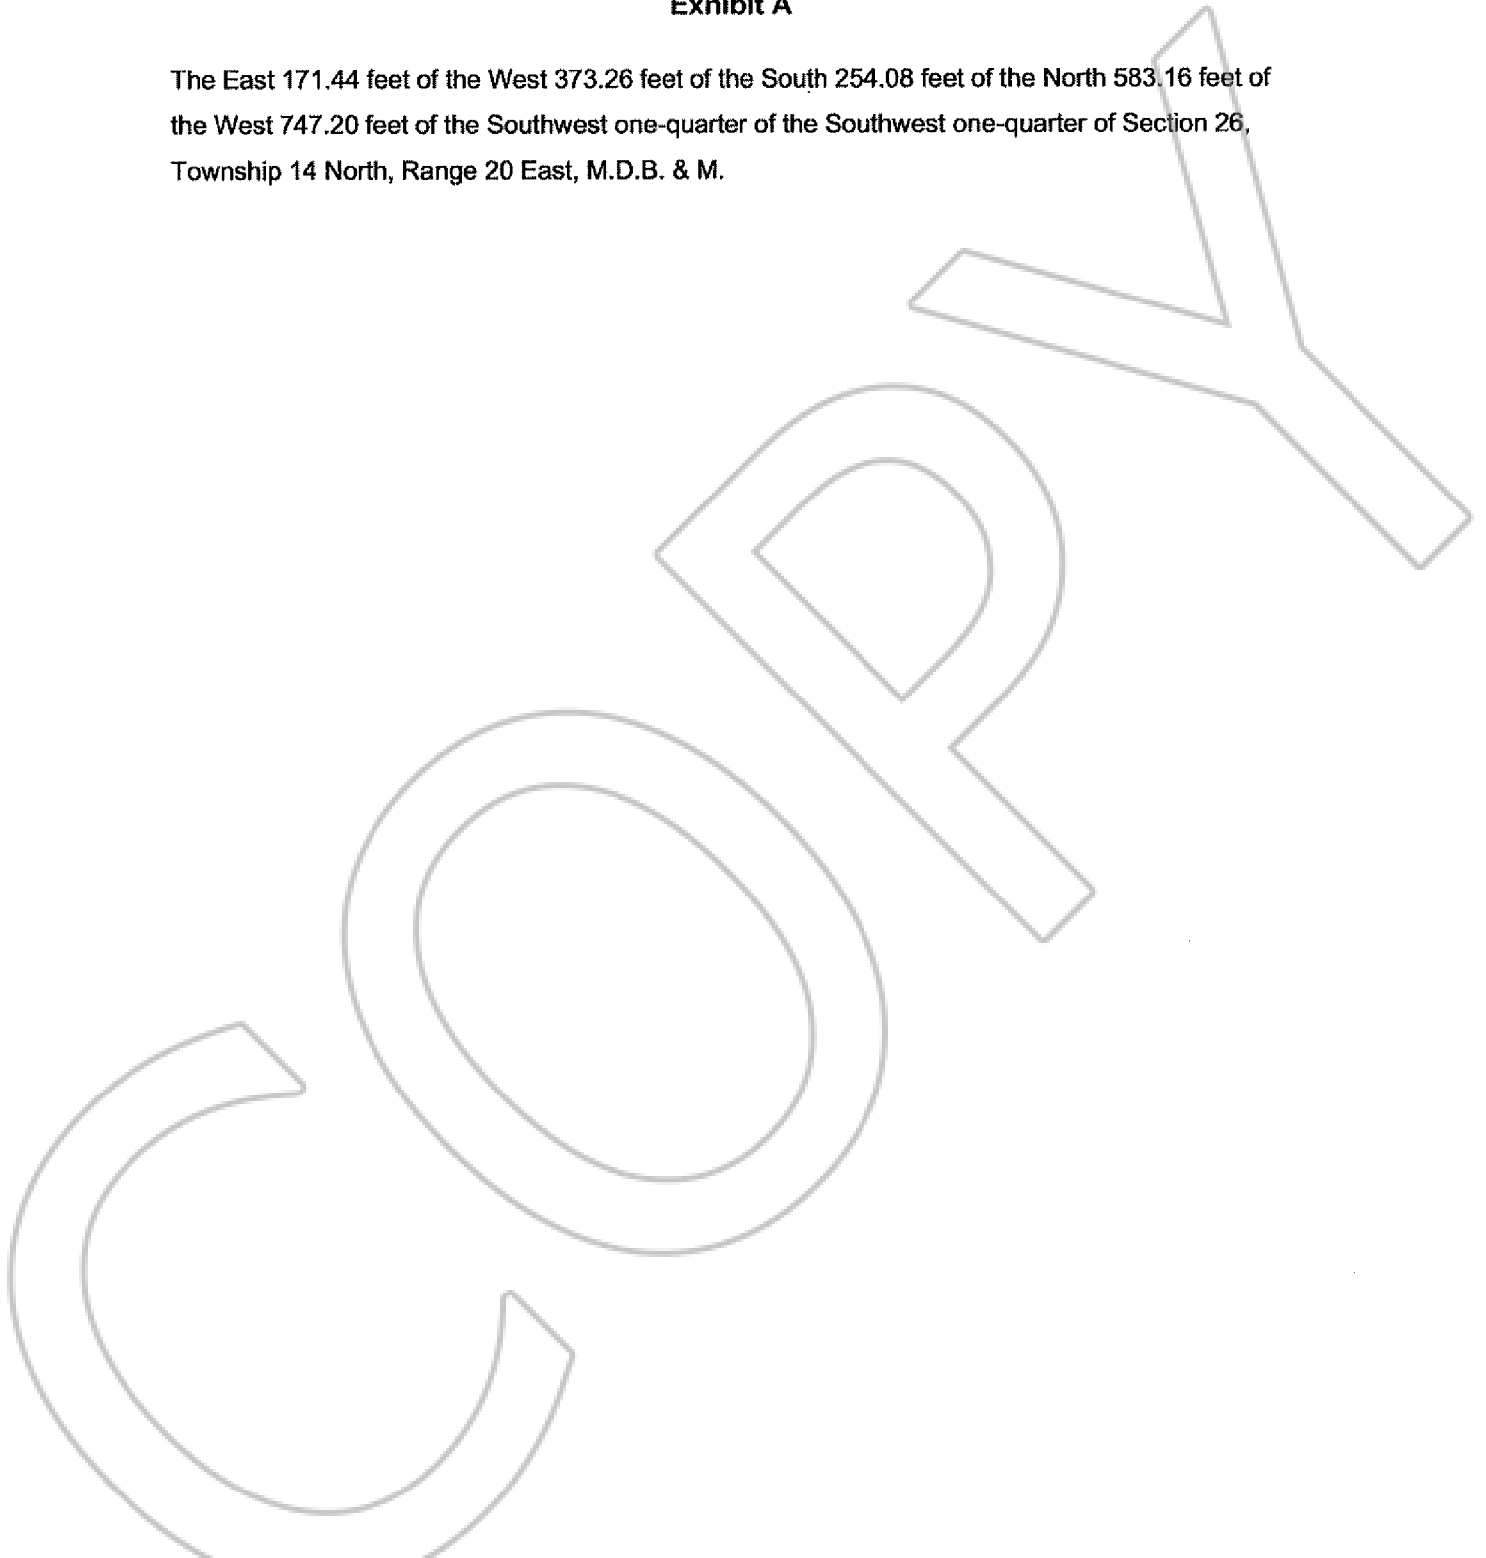 Exhibit A
The East 171.44 feet of the West 373.26 feet of the South 254.08 feet of the North 583.16 feet of
the West 747.20 feet of the Southwest one-quarter of the Southwest one-quarter of Section 26,
Township 14 North, Range 20 East, M.D.B. & M.
COPY